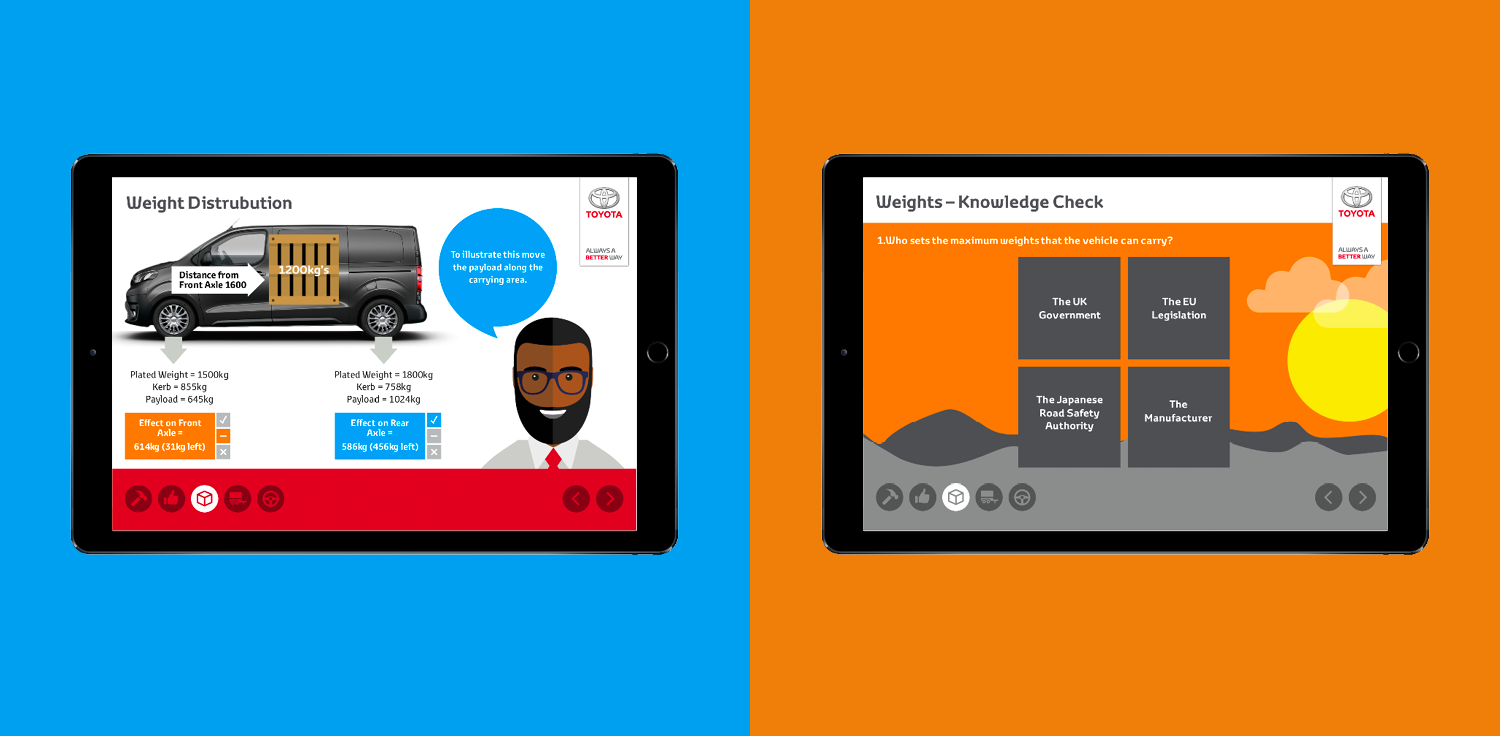 Weight Distrubution
TOYOTA
ALWAYS A
BETTER WAY
Distance from
Front Axle 1600
1200kg's
To illustrate this move
the payload along the
carrying area.
Plated Weight = 1500kg
Kerb = 855kg
Payload = 645kg
Plated Weight = 1800kg
Kerb = 758kg
Payload = 1024kg
Effect on Front
Axle =
614kg (31kg left)
Effect on Rear
Axle =
586kg (456kg left)
Weights – Knowledge Check
TOYOTA
ALWAYS A
BETTER WAY
1.Who sets the maximum weights that the vehicle can carry?
The UK
Government
The EU
Legislation
The Japanese
Road Safety
Authority
The
Manufacturer